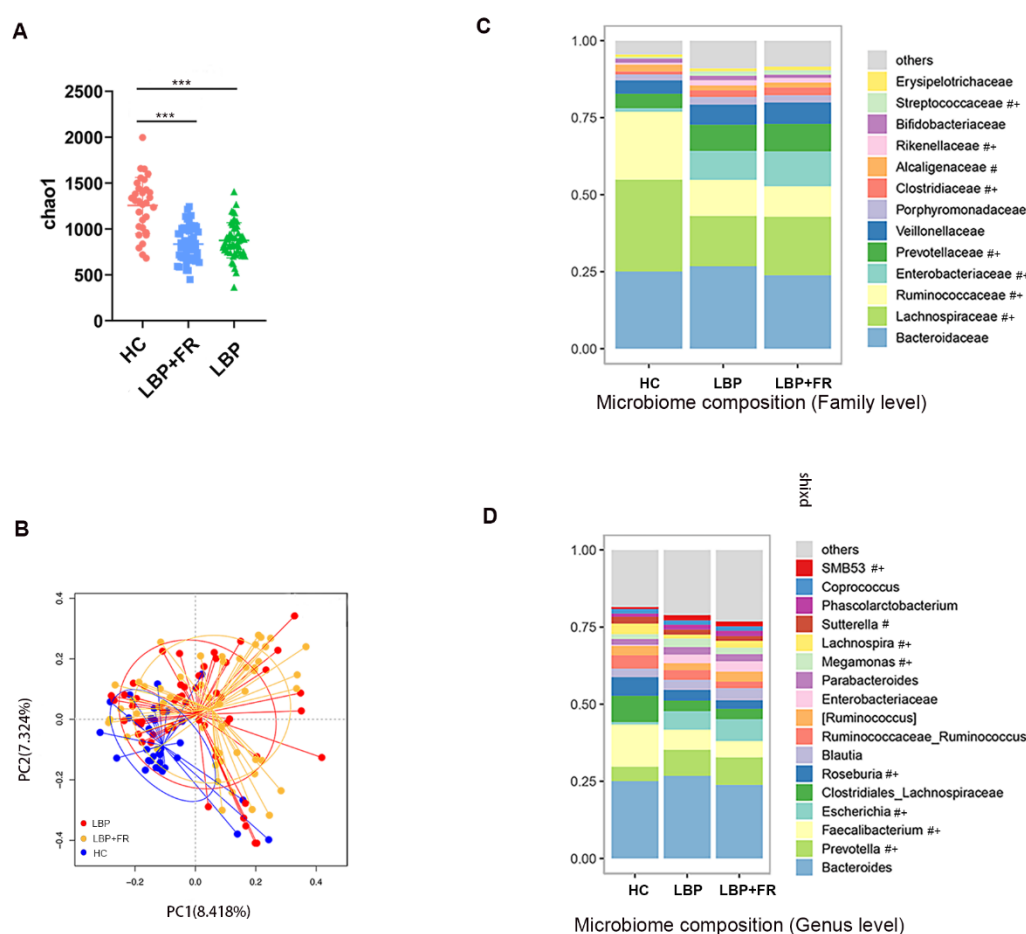 A
***
***
2500
2000
1500
1000
500
0
chao1
HC
LBP+FR
LBP
C
1.00
0.75
0.50
0.25
0.00
HC LBP LBP+FR
Microbiome composition (Family level)
others
Erysipelotrichaceae
Streptococcaceae #+
Bifidobacteriaceae
Rikenellaceae #+
Alcaligenaceae #
Clostridiaceae #+
Porphyromonadaceae
Veillonellaceae
Prevotellaceae #+
Enterobacteriaceae #+
Ruminococcaceae #+
Lachnospiraceae #+
Bacteroidaceae
B
0.4
0.2
0.0
-0.2
-0.4
PC2(7.324%)
LBP
LBP+FR
HC
-0.2 0.0 0.2 0.4
PC1(8.418%)
shixd
D
1.00
0.75
0.50
0.25
0.00
HC LBP LBP+FR
Microbiome composition (Genus level)
others
SMB53 #+
Coprococcus
Phascolarctobacterium
Sutterella #
Lachnospira #+
Megamonas #+
Parabacteroides
Enterobacteriaceae
[Ruminococcus]
Ruminococcaceae_Ruminococcus
Blautia
Roseburia #+
Clostridiales_Lachnospiraceae
Escherichia #+
Faecalibacterium #+
Prevotella #+
Bacteroides